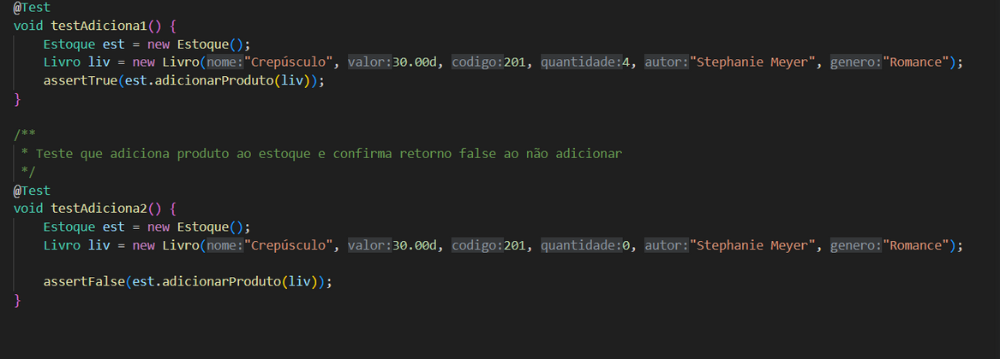 @Test
void testAdiciona1() {
Estoque est = new Estoque();
Livro liv = new Livro(nome:"Crepúsculo", valor:30.00d, codigo:201, quantidade:4, autor:"Stephanie Meyer", genero:"Romance");
assertTrue(est.adicionarProduto(liv));
}
/**
* Teste que adiciona produto ao estoque e confirma retorno false ao não adicionar
*/
@Test
void testAdiciona2() {
Estoque est = new Estoque();
Livro liv = new Livro(nome:"Crepúsculo", valor:30.00d, codigo:201, quantidade:0, autor:"Stephanie Meyer", genero:"Romance");
assertFalse(est.adicionarProduto(liv));
}